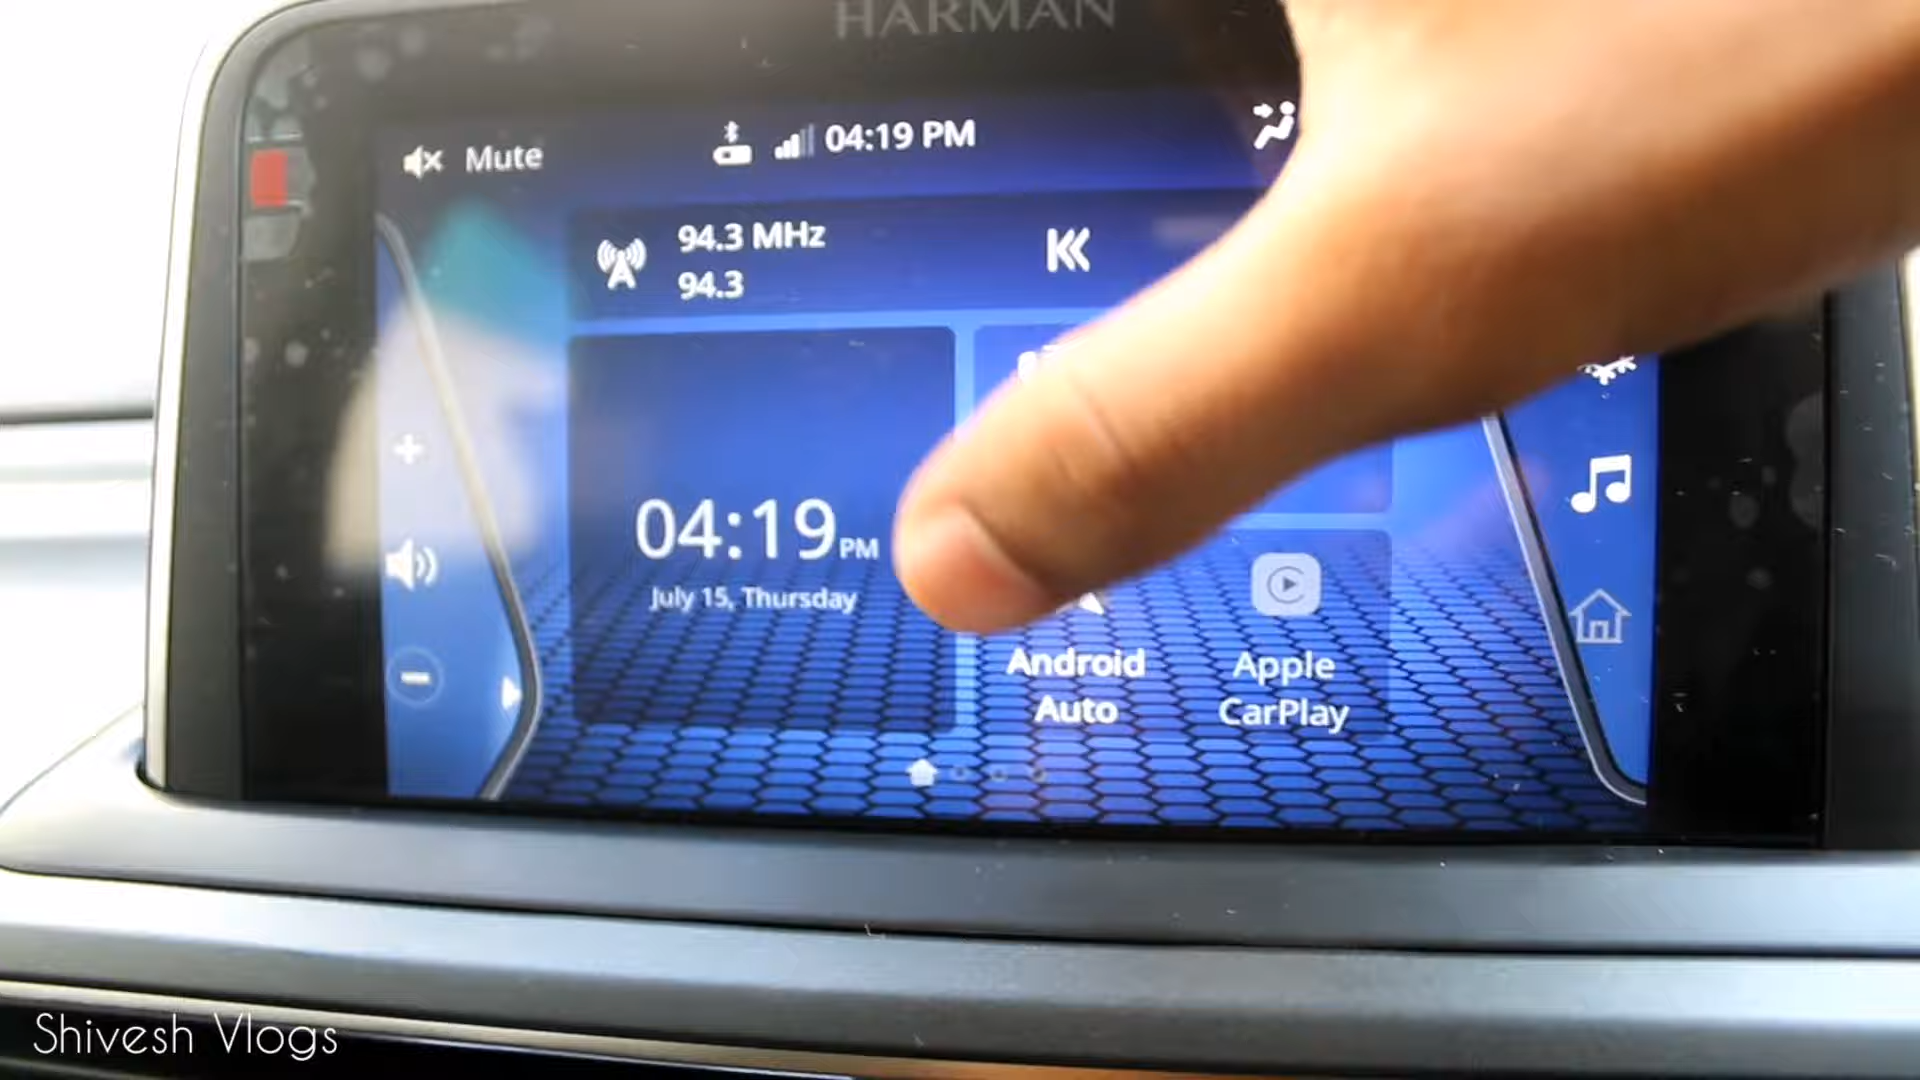 HARMAN
Mute
04:19 PM
94.3 MHz
94.3
04:19 PM
July 15, Thursday
Android
Auto
Apple
CarPlay
Shivesh Vlogs